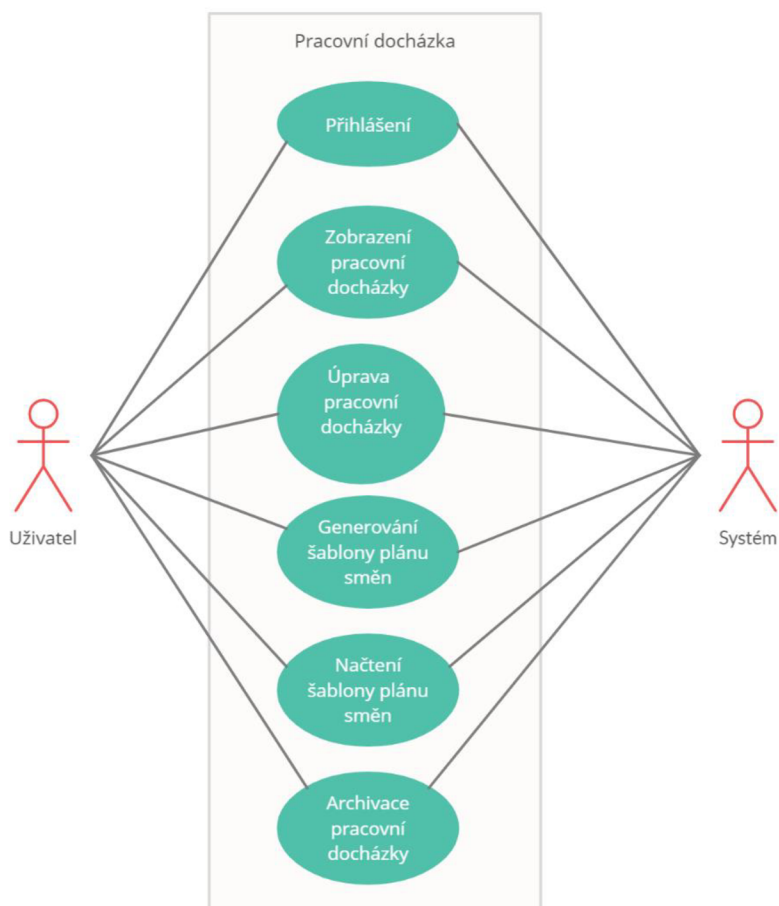 Pracovní docházka
Přihlášení
Zobrazení
pracovní
docházky
Úprava
pracovní
docházky
Generování
šablony plánu
směn
Načtení
šablony plánu
směn
Archivace
pracovní
docházky
Uživatel
Systém